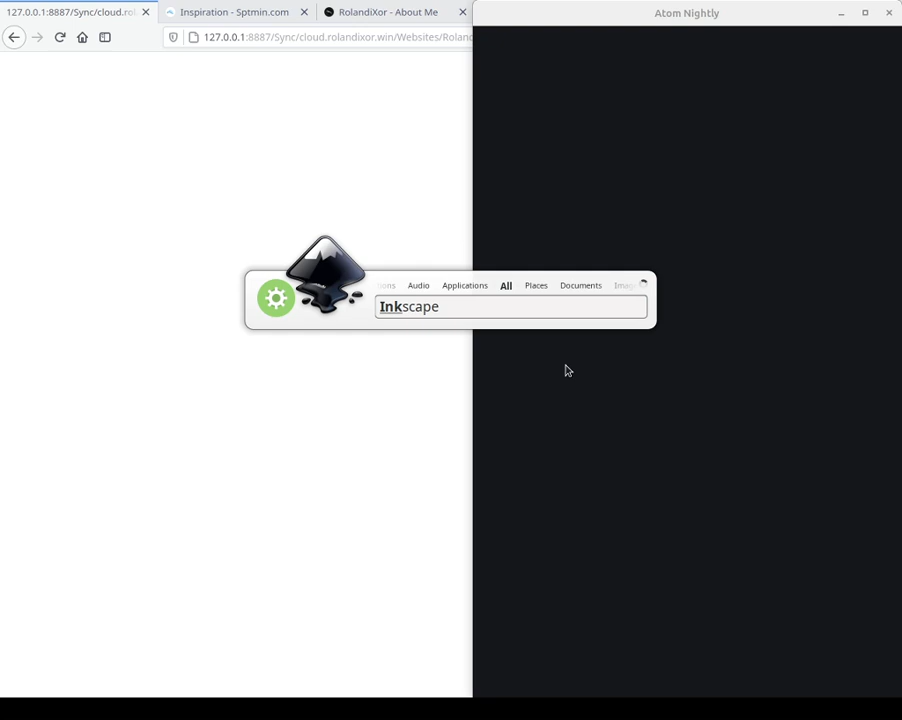 127.0.0.1:8887/Sync/cloud.rol
Inspiration - Sptmin.com
RolandiXor - About Me
Atom Nightly
127.0.0.1:8887/Sync/cloud.rolandixor.win/Websites/Roland
Audio Applications All Places Documents
Inkscape